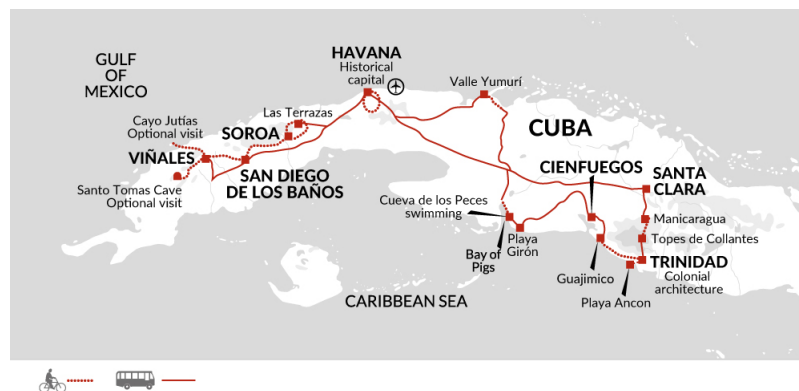 GULF
OF
MEXICO
HAVANA
Historical
capital
Valle Yumurí
Las Terrazas
Cayo Jutías
Optional visit
SOROA
VIÑALES
SAN DIEGO
DE LOS BAÑOS
Santo Tomas Cave
Optional visit
CUBA
CIENFUEGOS
SANTA
CLARA
Cueva de los Peces
swimming
Manicaragua
Playa
Girón
Bay of
Pigs
Topes de Collantes
TRINIDAD
Colonial
architecture
Guajimico
Playa Ancon
CARIBBEAN SEA